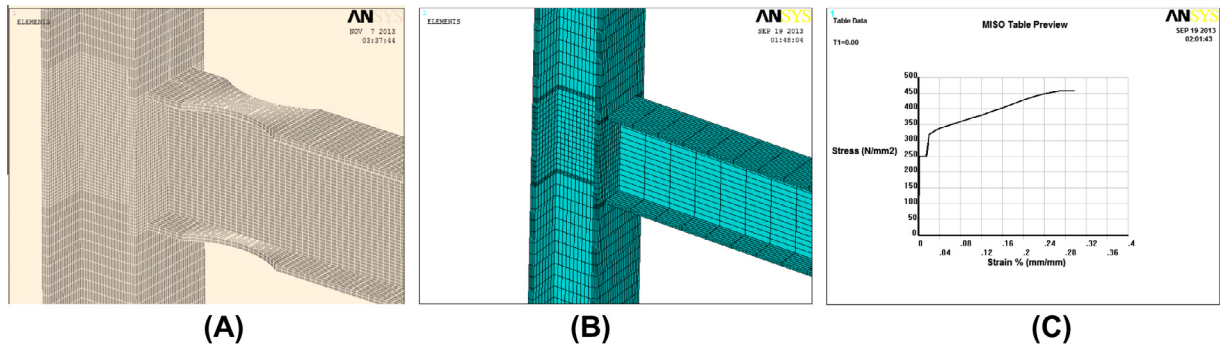 1
ELEMENTS
ANSYS
NOV 7 2013
03:37:44
(A)
1
ELEMENTS
ANSYS
SEP 19 2013
01:48:04
(B)
1
Table Data
T1=0.00
MISO Table Preview
ANSYS
SEP 19 2013
02:01:43
500
450
400
350
300
250
200
150
100
50
0
Stress (N/mm2)
0 .08 .16 .24 .32 .4
.04 .12 .2 .28 .36
Strain % (mm/mm)
(C)